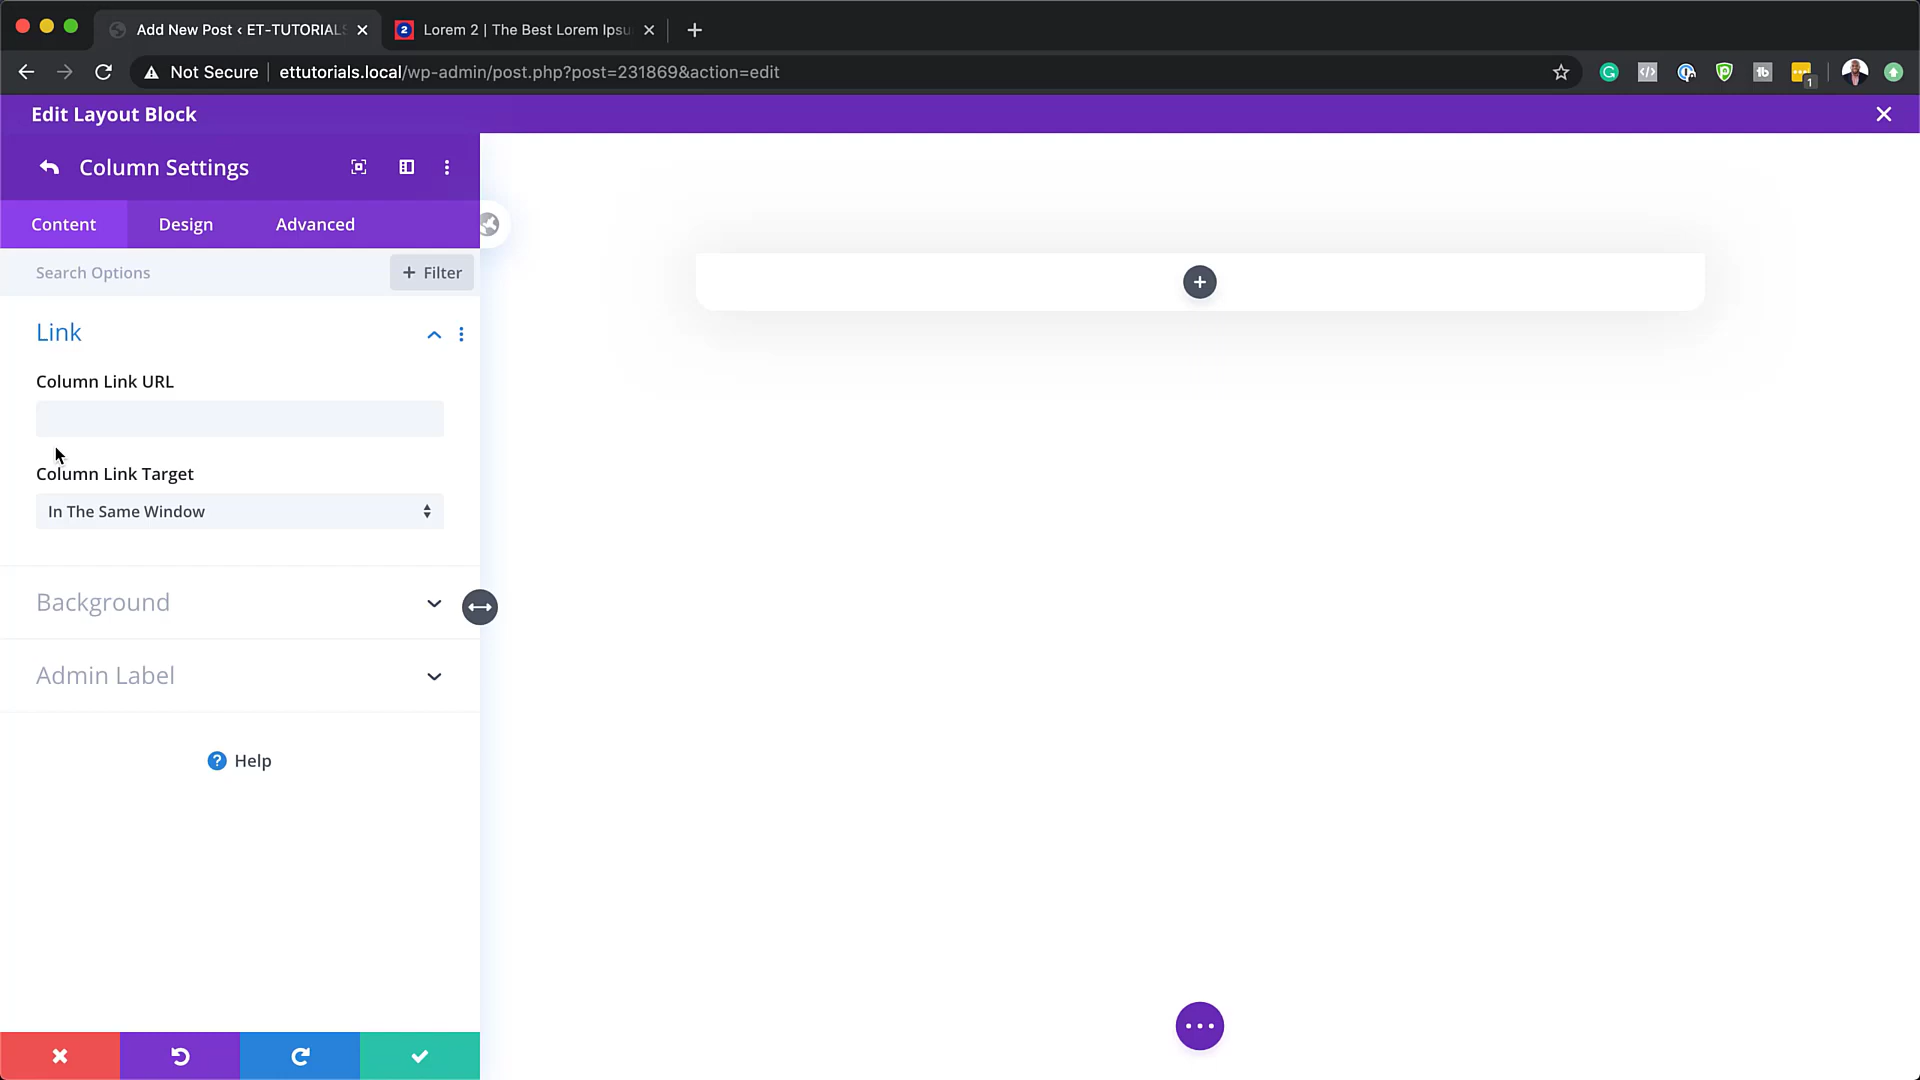 Add New Post ‹ ET-TUTORIALS
Lorem 2 | The Best Lorem Ipsu
Not Secure
ettutorials.local/wp-admin/post.php?post=231869&action=edit
1
Edit Layout Block
Column Settings
Content
Design
Advanced
Search Options
+ Filter
Link
Column Link URL
Column Link Target
In The Same Window
Background
Admin Label
? Help